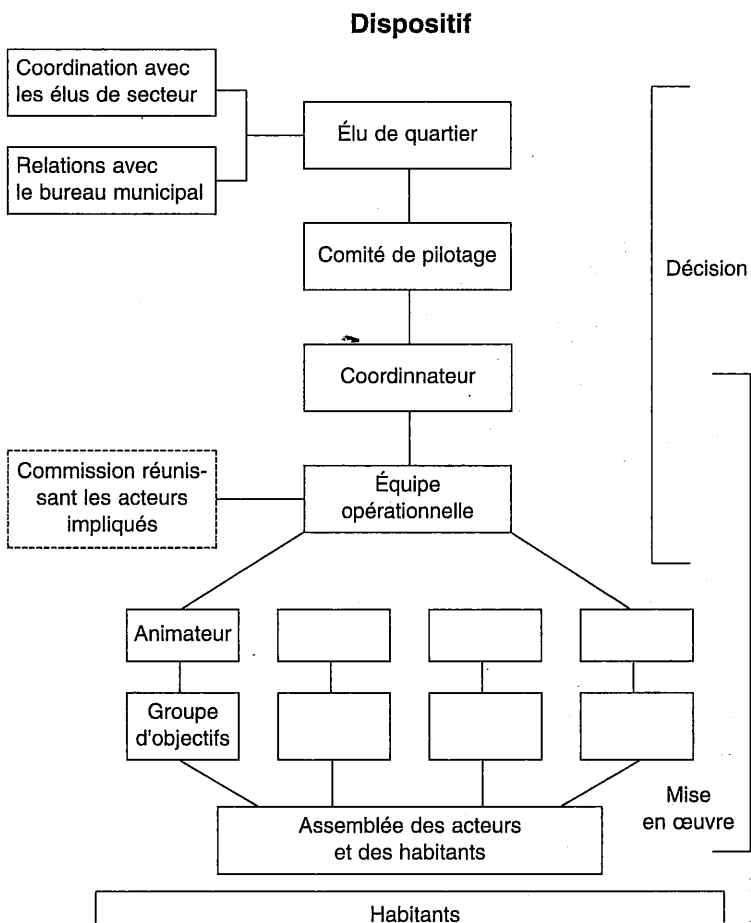 Dispositif
Coordination avec
les élus de secteur
Élu de quartier
Relations avec
le bureau municipal
Comité de pilotage
Décision
Coordinnateur
Commission réunis-
sant les acteurs
impliqués
Équipe
opérationnelle
Animateur
Groupe
d'objectifs
Mise
en œuvre
Assemblée des acteurs
et des habitants
Habitants